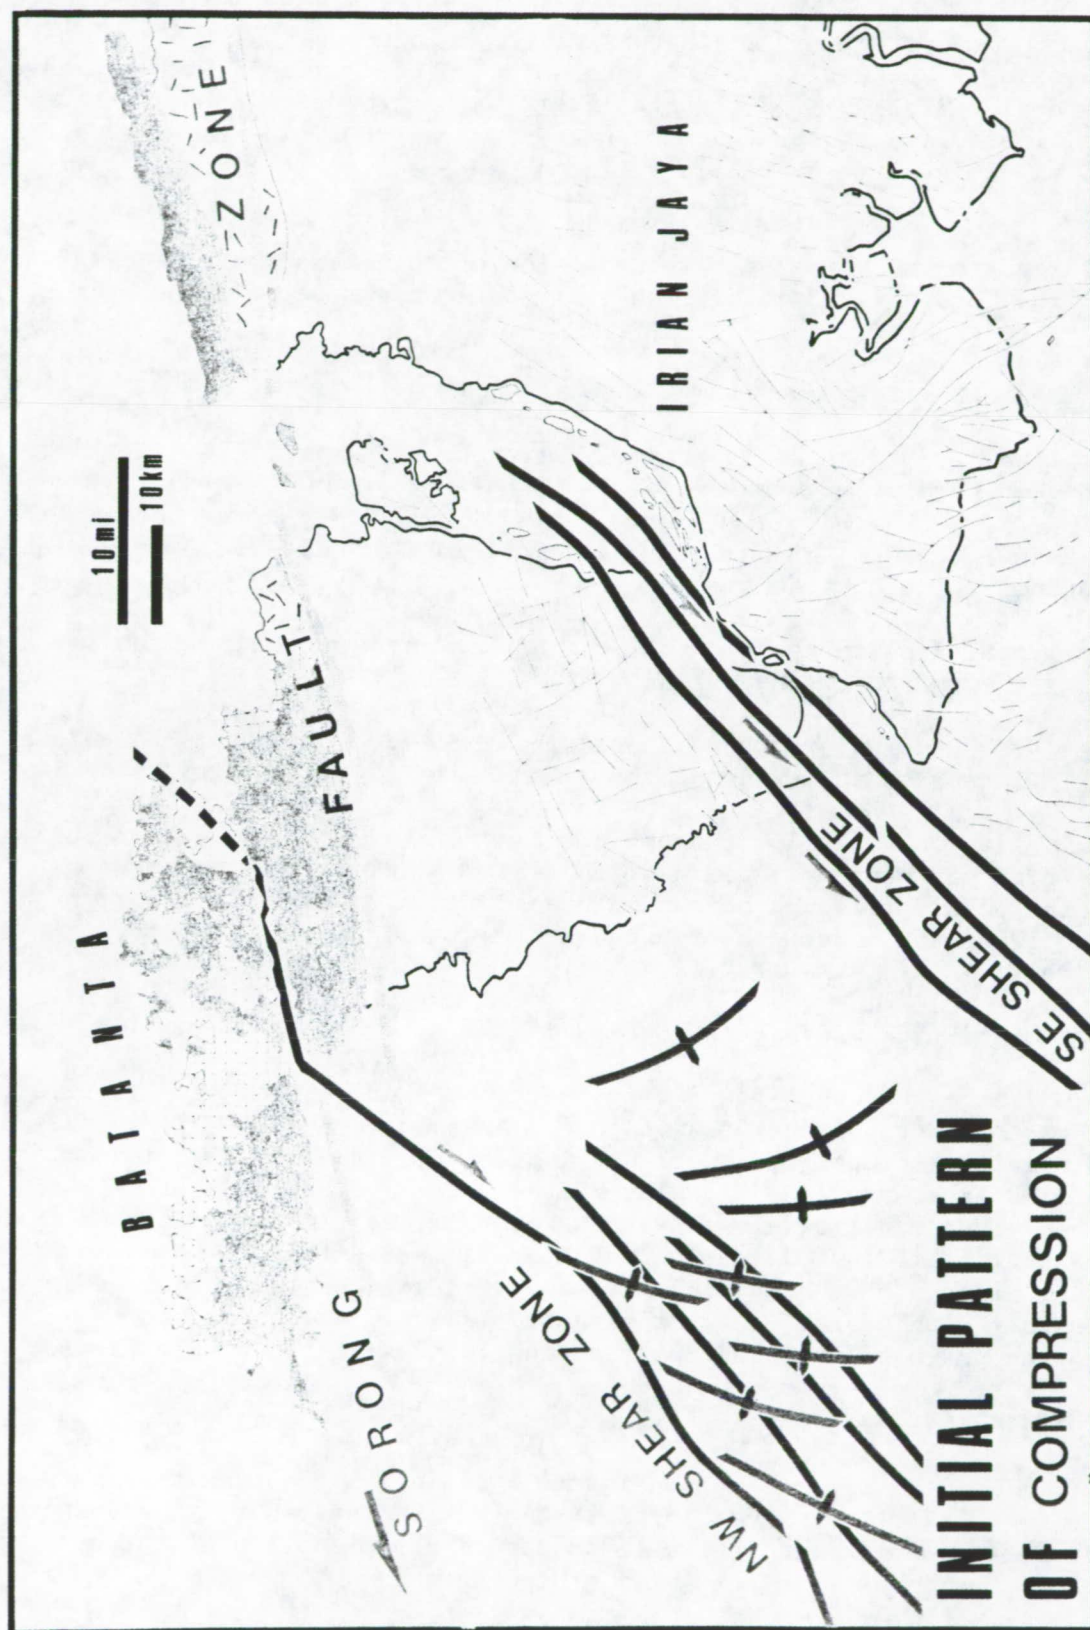 BATANTA
10mi
10km
SORONG FAULT ZONE
NW SHEAR ZONE
IRIAN JAYA
SE SHEAR ZONE
INITIAL PATTERN
OF COMPRESSION